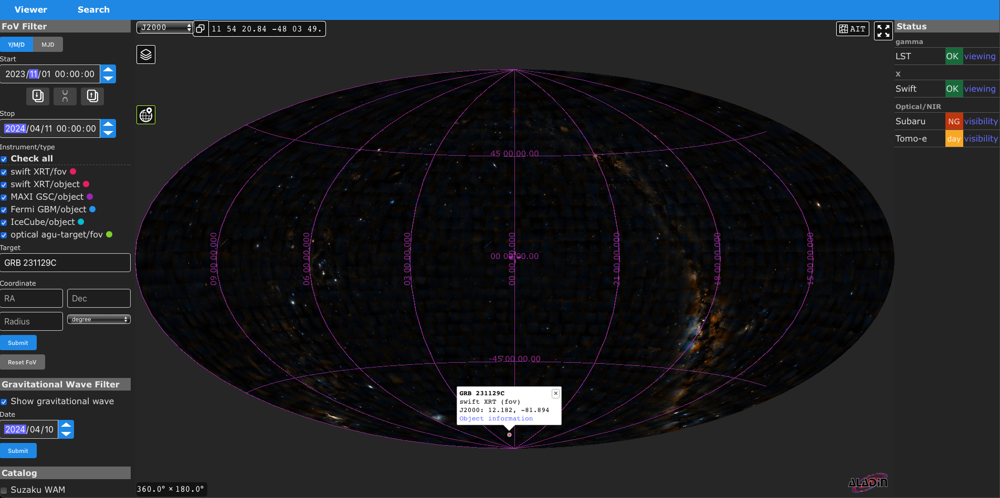 Viewer Search
FoV Filter
Y/M/D MJD
Start
2023/11/01 00:00:00
Stop
2024/04/11 00:00:00
Instrument/type
Check all
swift XRT/fov
swift XRT/object
MAXI GSC/object
Fermi GBM/object
IceCube/object
optical agu-target/fov
Target
GRB 231129C
Coordinate
RA Dec
Radius degree
Submit
Reset FoV
Gravitational Wave Filter
Show gravitational wave
Date
2024/04/10
Submit
Catalog
Suzaku WAM
J2000 11 54 20.84 -48 03 49.
AIT
45 00 00.00
09 00 00.000
06 00 00.000
03 00 00.000
00 00 00.000
00 00 00.00
21 00 00.000
18 00 00.000
15 00 00.000
-45 00 00.00
GRB 231129C
swift XRT (fov)
J2000: 12.182, -81.894
Object information
360.0° × 180.0°
ALADIN
Status
gamma
LST OK viewing
X
Swift OK viewing
Optical/NIR
Subaru NG visibility
Tomo-e day visibility